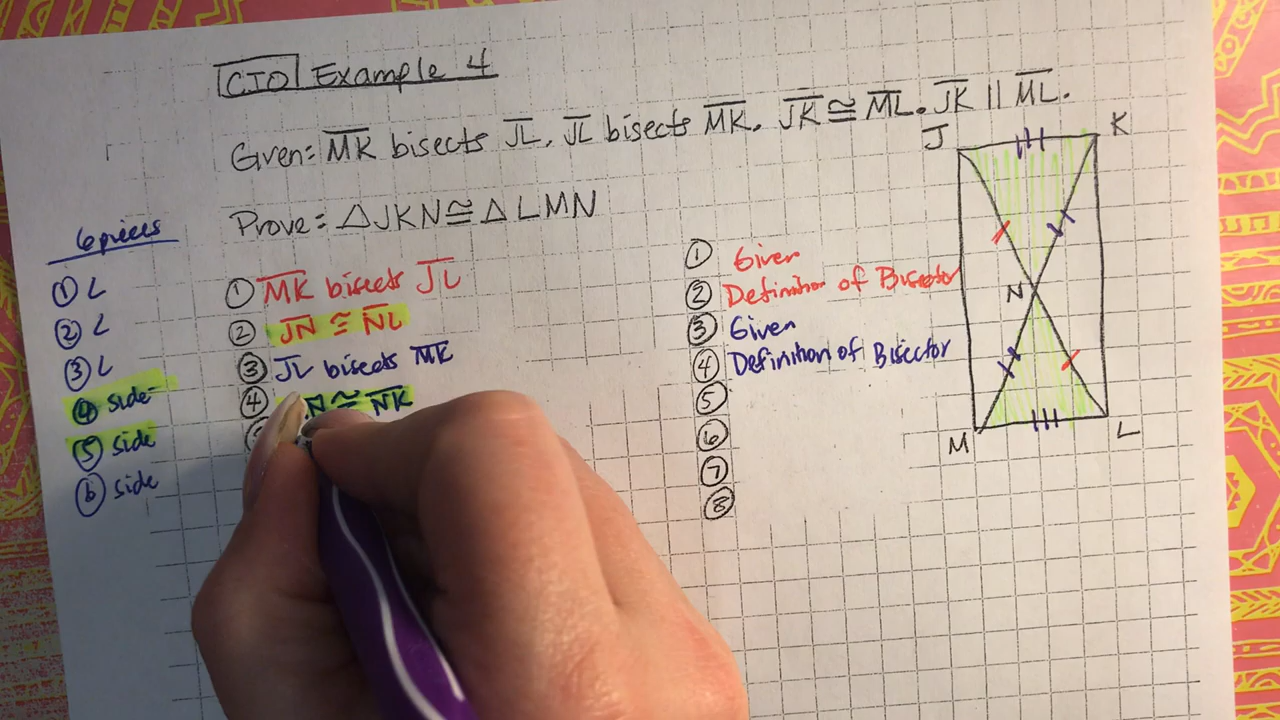 CIO Example 4
Given: MK bisects JL, JL bisects MK. JK ≅ ML. JK || ML.
Prove: △JKN ≅ △LMN
6 pieces
① L
② L
③ L
④ side
⑤ side
⑥ side
① MK bisects JL
② JN ≅ NL
③ JL bisects MK
④ N ≅ NK
① Given
② Definition of Bisector
③ Given
④ Definition of Bisector
⑤
⑥
⑦
⑧
J K
N
M L